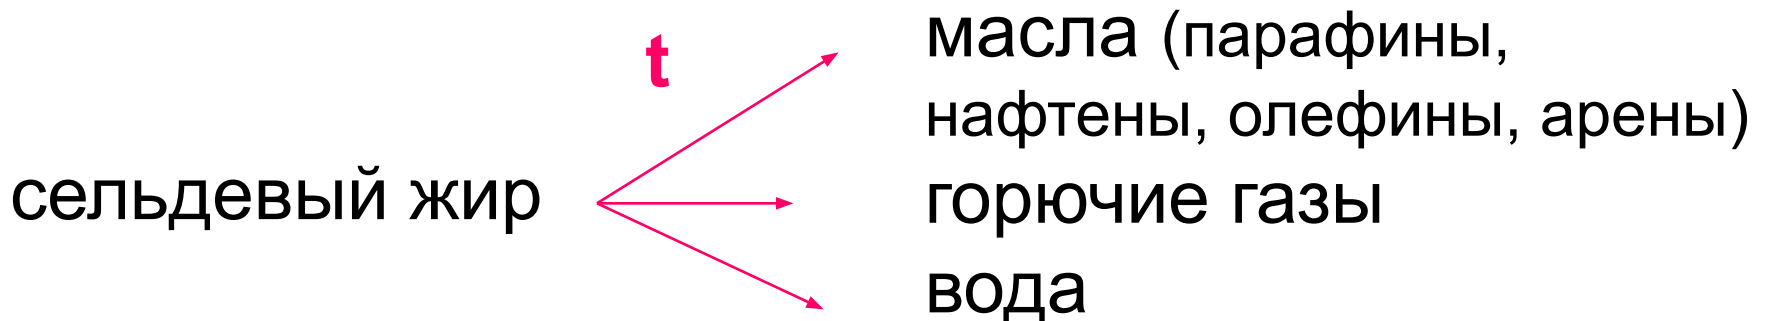 t
масла (парафины,
нафтены, олефины, арены)
сельдевый жир
горючие газы
вода